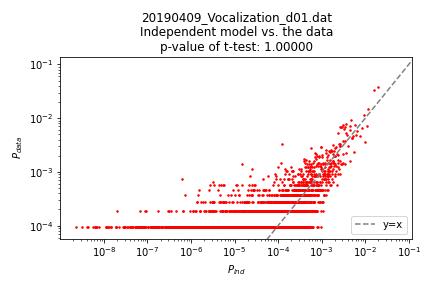 20190409_Vocalization_d01.dat
Independent model vs. the data
p-value of t-test: 1.00000
P_data
10^-1
10^-2
10^-3
10^-4
y=x
10^-8 10^-7 10^-6 10^-5 10^-4 10^-3 10^-2 10^-1
P_ind